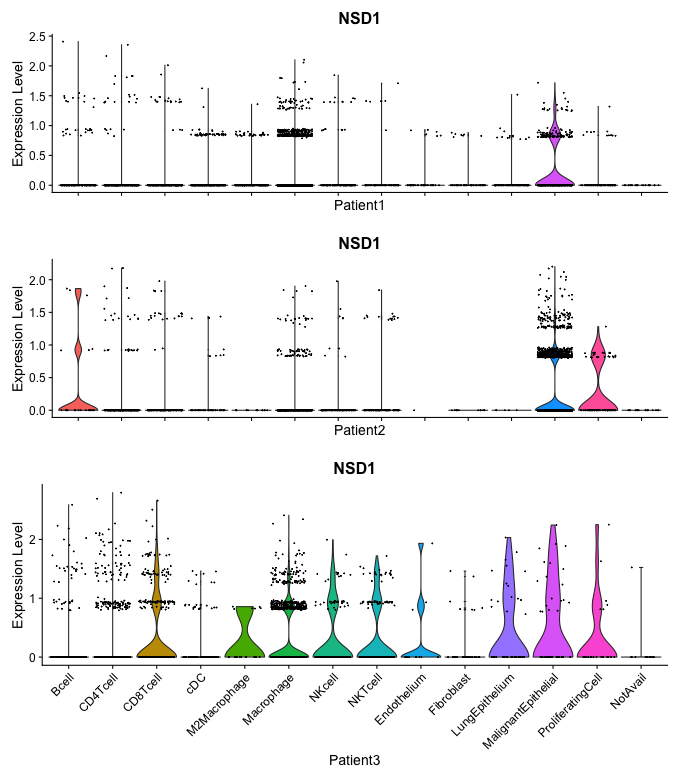 NSD1
Expression Level
2.5
2.0
1.5
1.0
0.5
0.0
Patient1
NSD1
Expression Level
2.0
1.5
1.0
0.5
0.0
Patient2
NSD1
2
1
0
Bcell
CD4Tcell
CD8Tcell
cDC
M2Macrophage
Macrophage
NKcell
NKTcell
Endothelium
Fibroblast
LungEpithelium
MalignantEpithelial
ProliferatingCell
NotAvail
Expression Level
Patient3